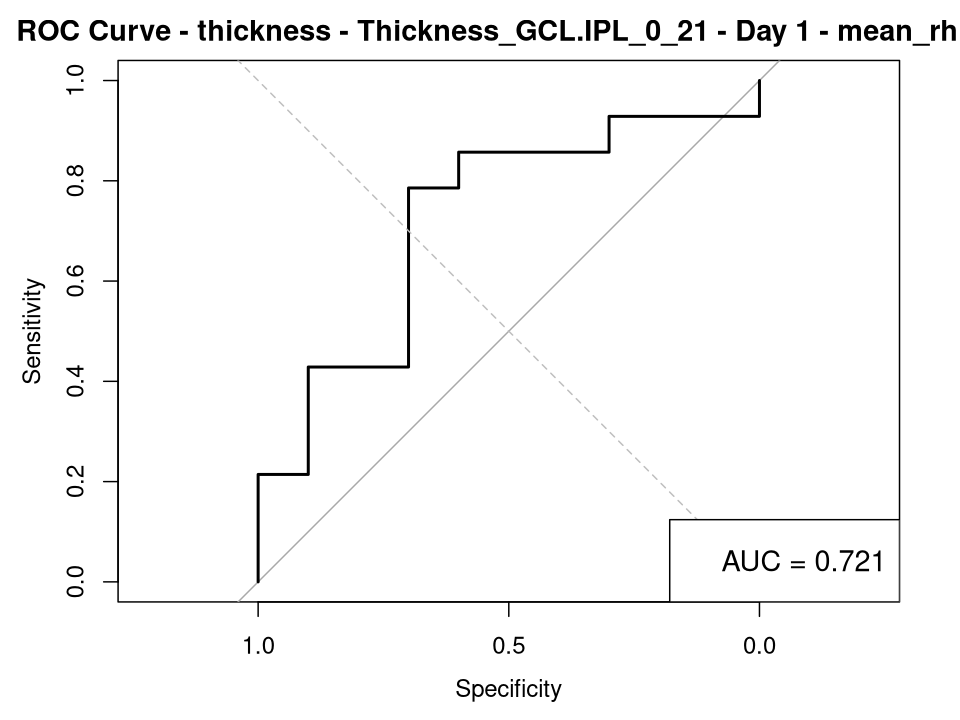 ROC Curve - thickness - Thickness_GCL.IPL_0_21 - Day 1 - mean_rh
Sensitivity
1.0
0.8
0.6
0.4
0.2
0.0
AUC = 0.721
1.0 0.5 0.0
Specificity